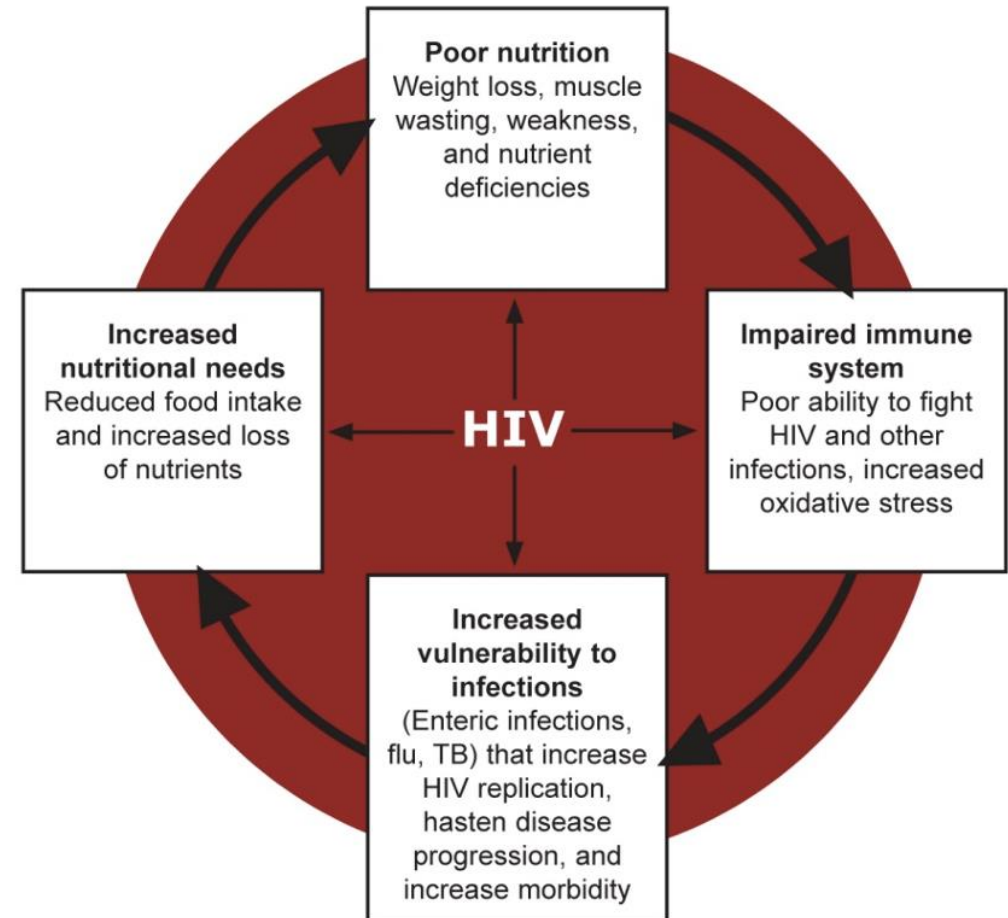 Poor nutrition
Weight loss, muscle
wasting, weakness,
and nutrient
deficiencies
Increased
nutritional needs
Reduced food intake
and increased loss
of nutrients
HIV
Impaired immune
system
Poor ability to fight
HIV and other
infections, increased
oxidative stress
Increased
vulnerability to
infections
(Enteric infections,
flu, TB) that increase
HIV replication,
hasten disease
progression, and
increase morbidity